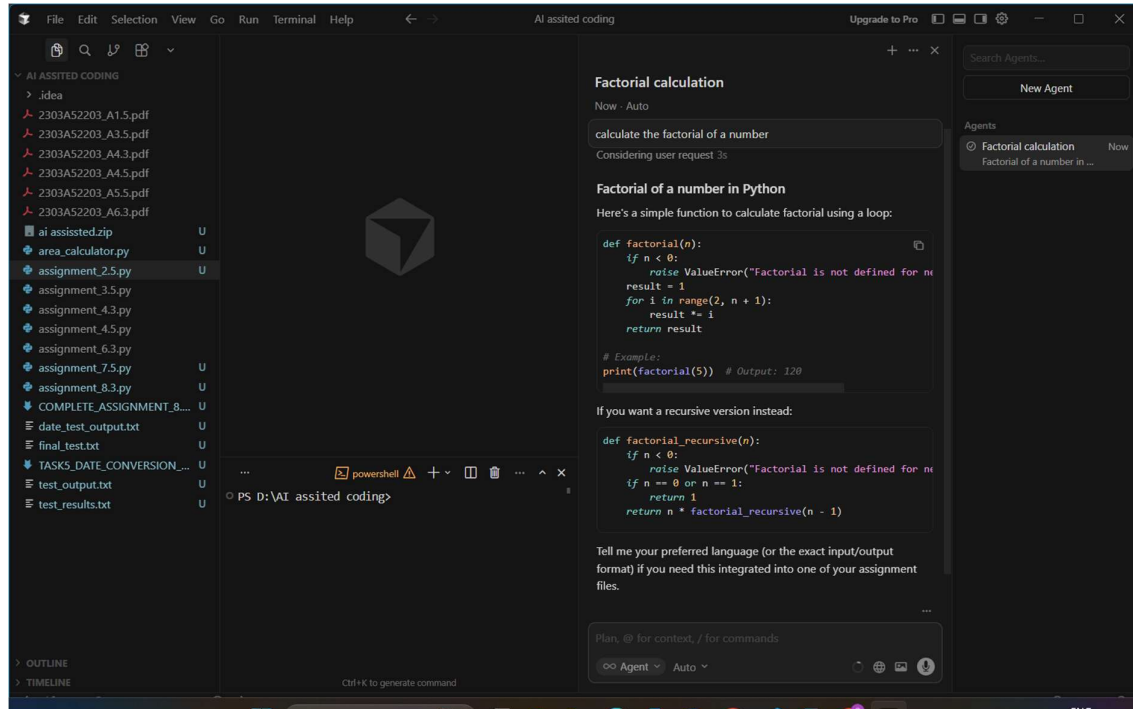 File Edit Selection View Go Run Terminal Help
AI assited coding
Upgrade to Pro
AI ASSITED CODING
.idea
2303A52203_A1.5.pdf
2303A52203_A3.5.pdf
2303A52203_A4.3.pdf
2303A52203_A4.5.pdf
2303A52203_A5.5.pdf
2303A52203_A6.3.pdf
ai assissted.zip U
area_calculator.py U
assignment_2.5.py U
assignment_3.5.py
assignment_4.3.py
assignment_4.5.py
assignment_6.3.py
assignment_7.5.py U
assignment_8.3.py U
COMPLETE_ASSIGNMENT_8.... U
date_test_output.txt U
final_test.txt U
TASK5_DATE_CONVERSION_... U
test_output.txt U
test_results.txt U
OUTLINE
TIMELINE
powershell
PS D:\AI assited coding>
Ctrl+K to generate command
Factorial calculation
Now · Auto
calculate the factorial of a number
Considering user request 3s
Factorial of a number in Python
Here's a simple function to calculate factorial using a loop:
def factorial(n):
    if n < 0:
        raise ValueError("Factorial is not defined for ne
    result = 1
    for i in range(2, n + 1):
        result *= i
    return result
# Example:
print(factorial(5))  # Output: 120
If you want a recursive version instead:
def factorial_recursive(n):
    if n < 0:
        raise ValueError("Factorial is not defined for ne
    if n == 0 or n == 1:
        return 1
    return n * factorial_recursive(n - 1)
Tell me your preferred language (or the exact input/output
format) if you need this integrated into one of your assignment
files.
Plan, @ for context, / for commands
Agent Auto
Search Agents...
New Agent
Agents
Factorial calculation Now
Factorial of a number in ...